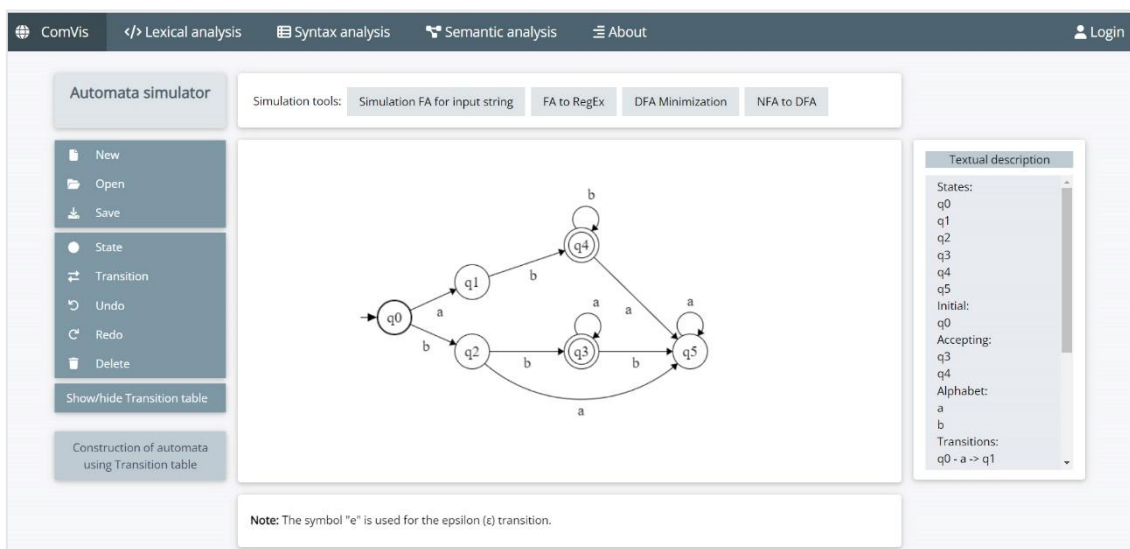 ComVis </> Lexical analysis Syntax analysis Semantic analysis About Login
Automata simulator
Simulation tools: Simulation FA for input string FA to RegEx DFA Minimization NFA to DFA
New
Open
Save
State
Transition
Undo
Redo
Delete
Show/hide Transition table
Construction of automata
using Transition table
b
q4
q1
b
a
a
a
q0
a
b
q2
q3
q5
b
b
a
Textual description
States:
q0
q1
q2
q3
q4
q5
Initial:
q0
Accepting:
q3
q4
Alphabet:
a
b
Transitions:
q0 - a -> q1
Note: The symbol "e" is used for the epsilon (ε) transition.